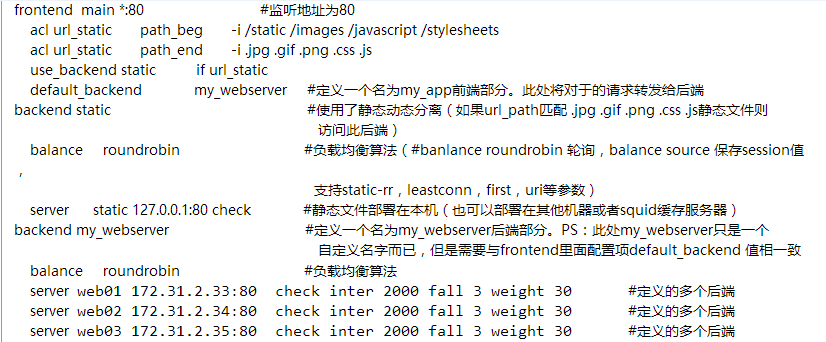 frontend main *:80 #监听地址为80
acl url_static path_beg -i /static /images /javascript /stylesheets
acl url_static path_end -i .jpg .gif .png .css .js
use_backend static if url_static
default_backend my_webserver #定义一个名为my_app前端部分。此处将对于的请求转发给后端
backend static #使用了静态动态分离（如果url_path匹配 .jpg .gif .png .css .js静态文件则
访问此后端）
balance roundrobin #负载均衡算法（#banlance roundrobin 轮询，balance source 保存session值
，
支持static-rr，leastconn，first，uri等参数）
server static 127.0.0.1:80 check #静态文件部署在本机（也可以部署在其他机器或者squid缓存服务器）
backend my_webserver #定义一个名为my_webserver后端部分。PS：此处my_webserver只是一个
自定义名字而已，但是需要与frontend里面配置项default_backend 值相一致
balance roundrobin #负载均衡算法
server web01 172.31.2.33:80 check inter 2000 fall 3 weight 30 #定义的多个后端
server web02 172.31.2.34:80 check inter 2000 fall 3 weight 30 #定义的多个后端
server web03 172.31.2.35:80 check inter 2000 fall 3 weight 30 #定义的多个后端